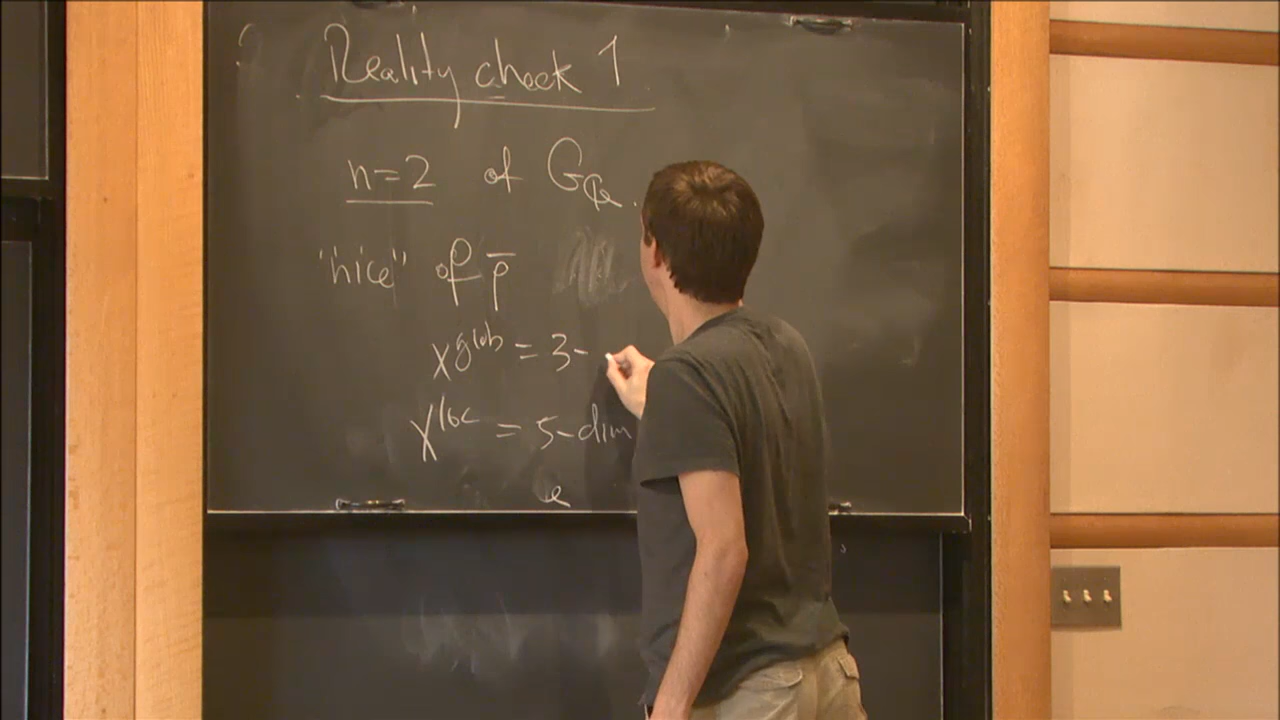 Reality check 1
n=2 of G_Q.
"nice" of ρ̄
X^glob = 3-
X^loc = 5-dim